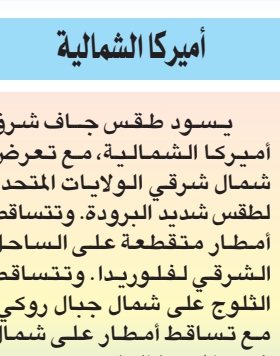 أميركا الشمالية
يسود طقس جاف شرق
أميركا الشمالية، مع تعرض
شمال شرقي الولايات المتحد
لطقس شديد البرودة. وتتساقط
أمطار متقطعة على الساحل
الشرقي لفلوريدا. وتتساقط
الثلوج على شمال جبال روكي
مع تساقط أمطار على شمال